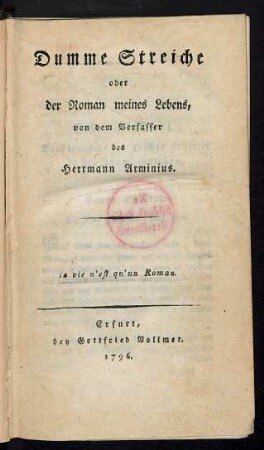 Dumme Streiche
oder
der Roman meines Lebens,
von dem Verfasser
des
Herrmann Arminius.
la vie n'est qu'un Roman.
Erfurt,
bey Gottfried Vollmer.
1796.